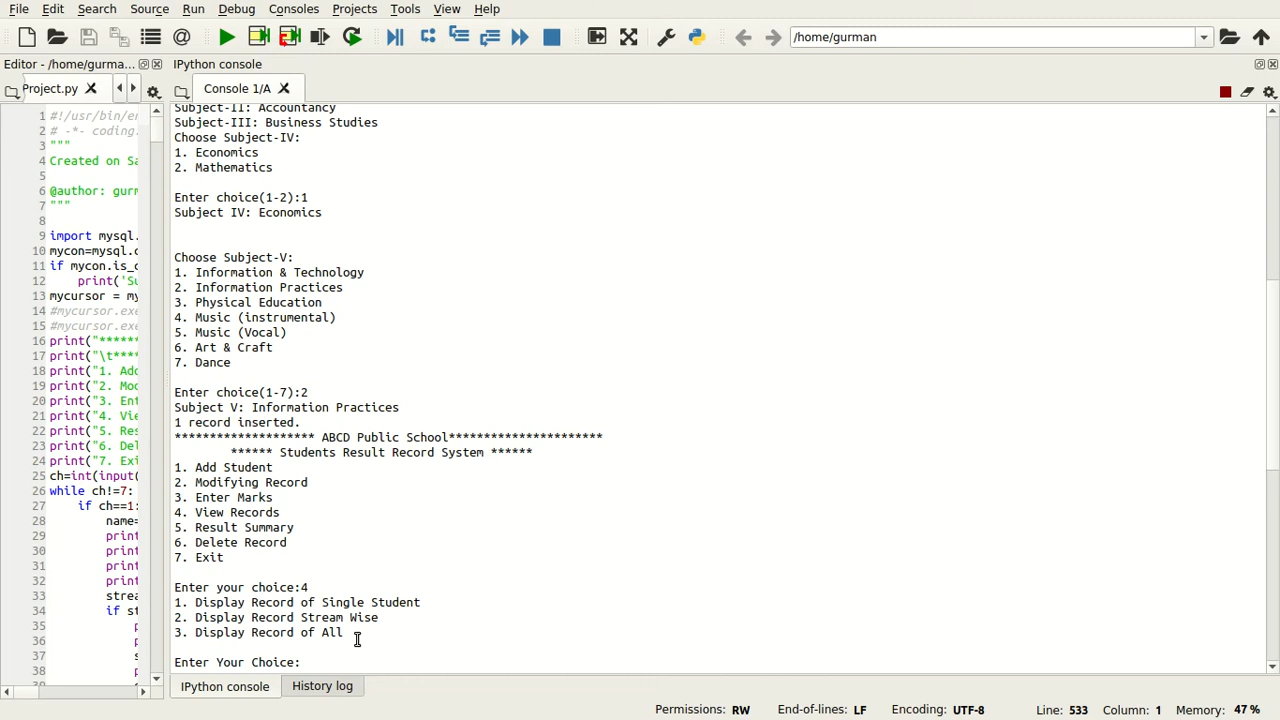 File Edit Search Source Run Debug Consoles Projects Tools View Help
/home/gurman
Editor - /home/gurma...
Project.py
1 #!/usr/bin/en
2 # -*- coding:
3 """
4 Created on Sa
5
6 @author: gurm
7 """
8
9 import mysql.
10 mycon=mysql.c
11 if mycon.is_c
12 print('Su
13 mycursor = my
14 #mycursor.exe
15 #mycursor.exe
16 print("*****
17 print("\t****
18 print("1. Add
19 print("2. Mod
20 print("3. Ent
21 print("4. Vie
22 print("5. Res
23 print("6. Del
24 print("7. Exi
25 ch=int(input(
26 while ch!=7:
27 if ch==1:
28 name=
29 print
30 print
31 print
32 print
33 strea
34 if st
35
36
37
38
IPython console
Console 1/A
Subject-II: Accountancy
Subject-III: Business Studies
Choose Subject-IV:
1. Economics
2. Mathematics
Enter choice(1-2):1
Subject IV: Economics
Choose Subject-V:
1. Information & Technology
2. Information Practices
3. Physical Education
4. Music (instrumental)
5. Music (Vocal)
6. Art & Craft
7. Dance
Enter choice(1-7):2
Subject V: Information Practices
1 record inserted.
******************** ABCD Public School**********************
****** Students Result Record System ******
1. Add Student
2. Modifying Record
3. Enter Marks
4. View Records
5. Result Summary
6. Delete Record
7. Exit
Enter your choice:4
1. Display Record of Single Student
2. Display Record Stream Wise
3. Display Record of All
Enter Your Choice:
IPython console History log
Permissions: RW End-of-lines: LF Encoding: UTF-8 Line: 533 Column: 1 Memory: 47 %